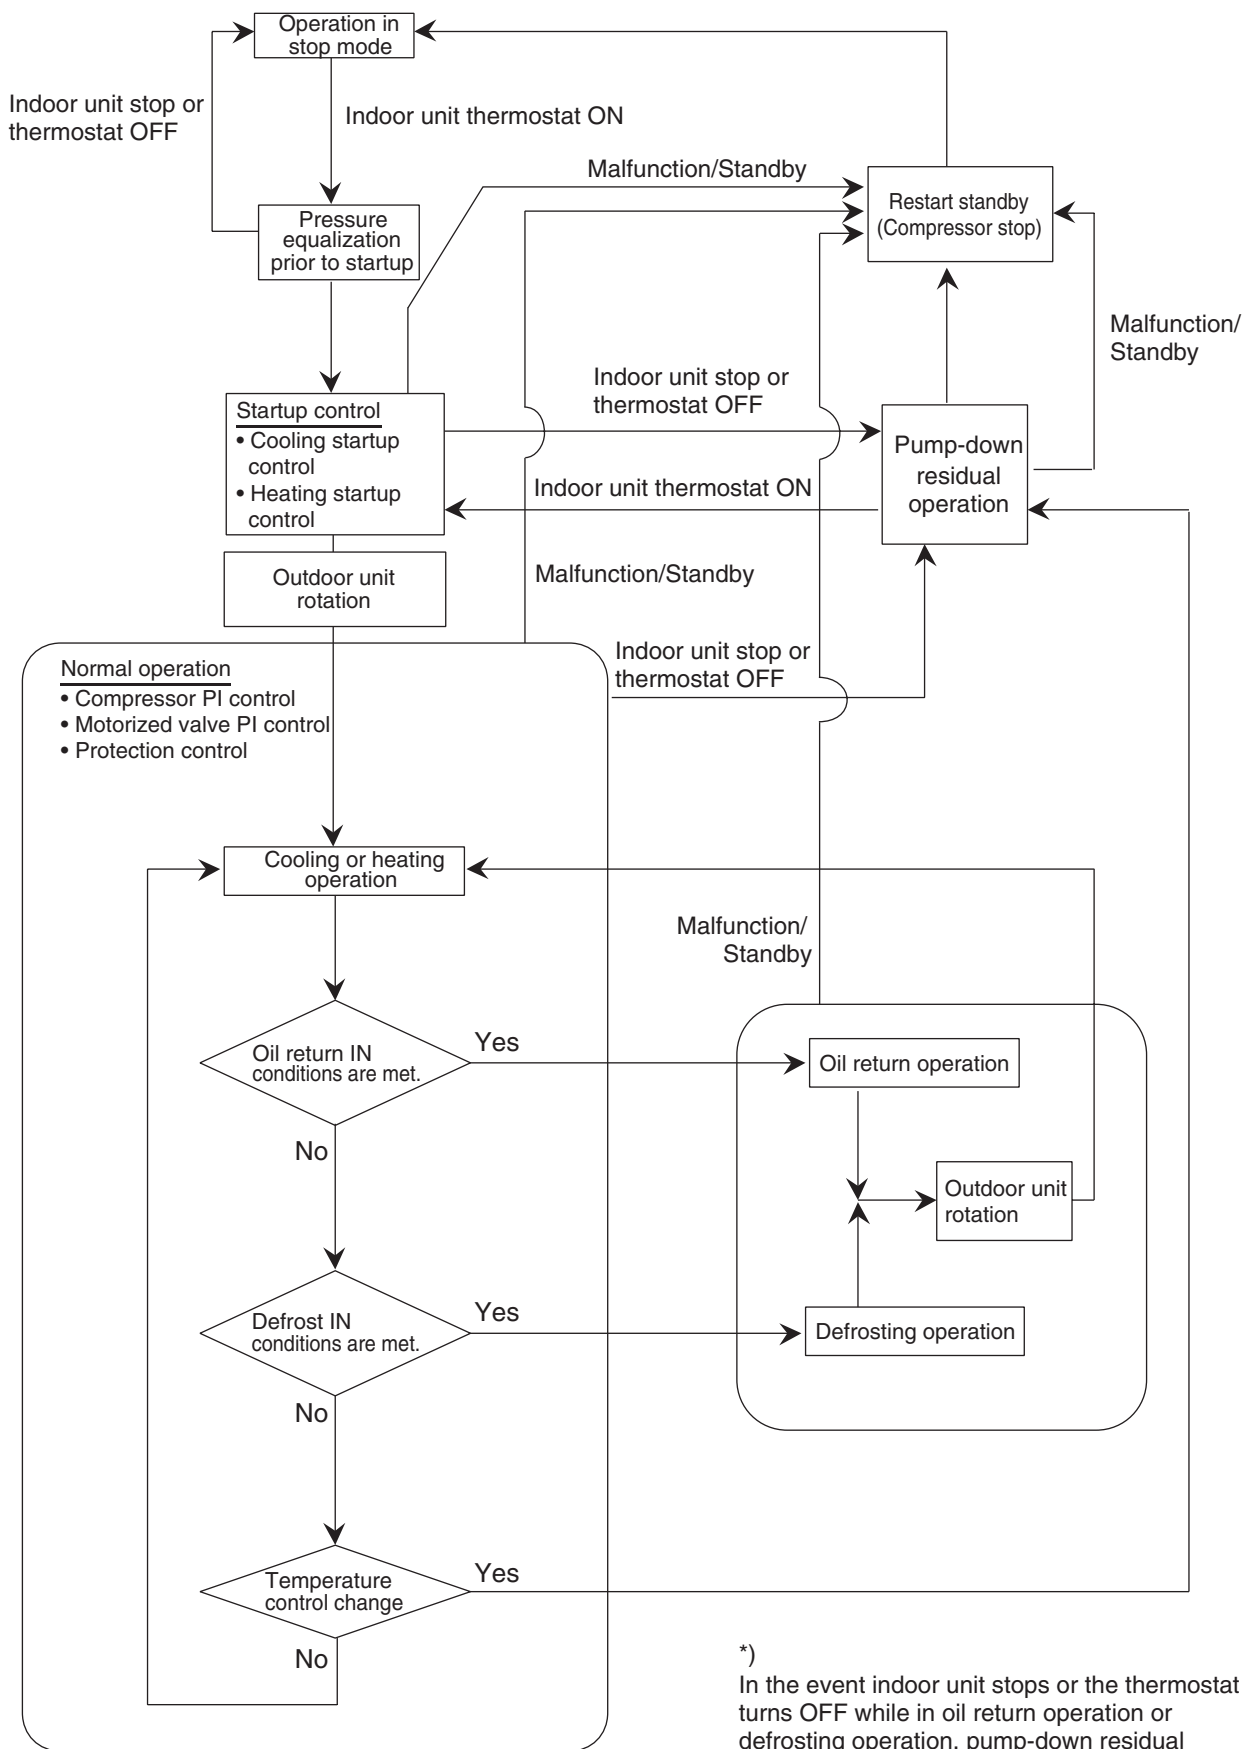 Operation in
stop mode
Indoor unit stop or
thermostat OFF
Indoor unit thermostat ON
Malfunction/Standby
Restart standby
(Compressor stop)
Pressure
equalization
prior to startup
Malfunction/
Standby
Indoor unit stop or
thermostat OFF
Startup control
• Cooling startup
control
• Heating startup
control
Pump-down
residual
operation
Indoor unit thermostat ON
Outdoor unit
rotation
Malfunction/Standby
Indoor unit stop or
thermostat OFF
Normal operation
• Compressor PI control
• Motorized valve PI control
• Protection control
Cooling or heating
operation
Malfunction/
Standby
Oil return IN
conditions are met.
Yes
Oil return operation
No
Outdoor unit
rotation
Defrost IN
conditions are met.
Yes
Defrosting operation
No
Temperature
control change
Yes
No
*)
In the event indoor unit stops or the thermostat
turns OFF while in oil return operation or
defrosting operation, pump-down residual